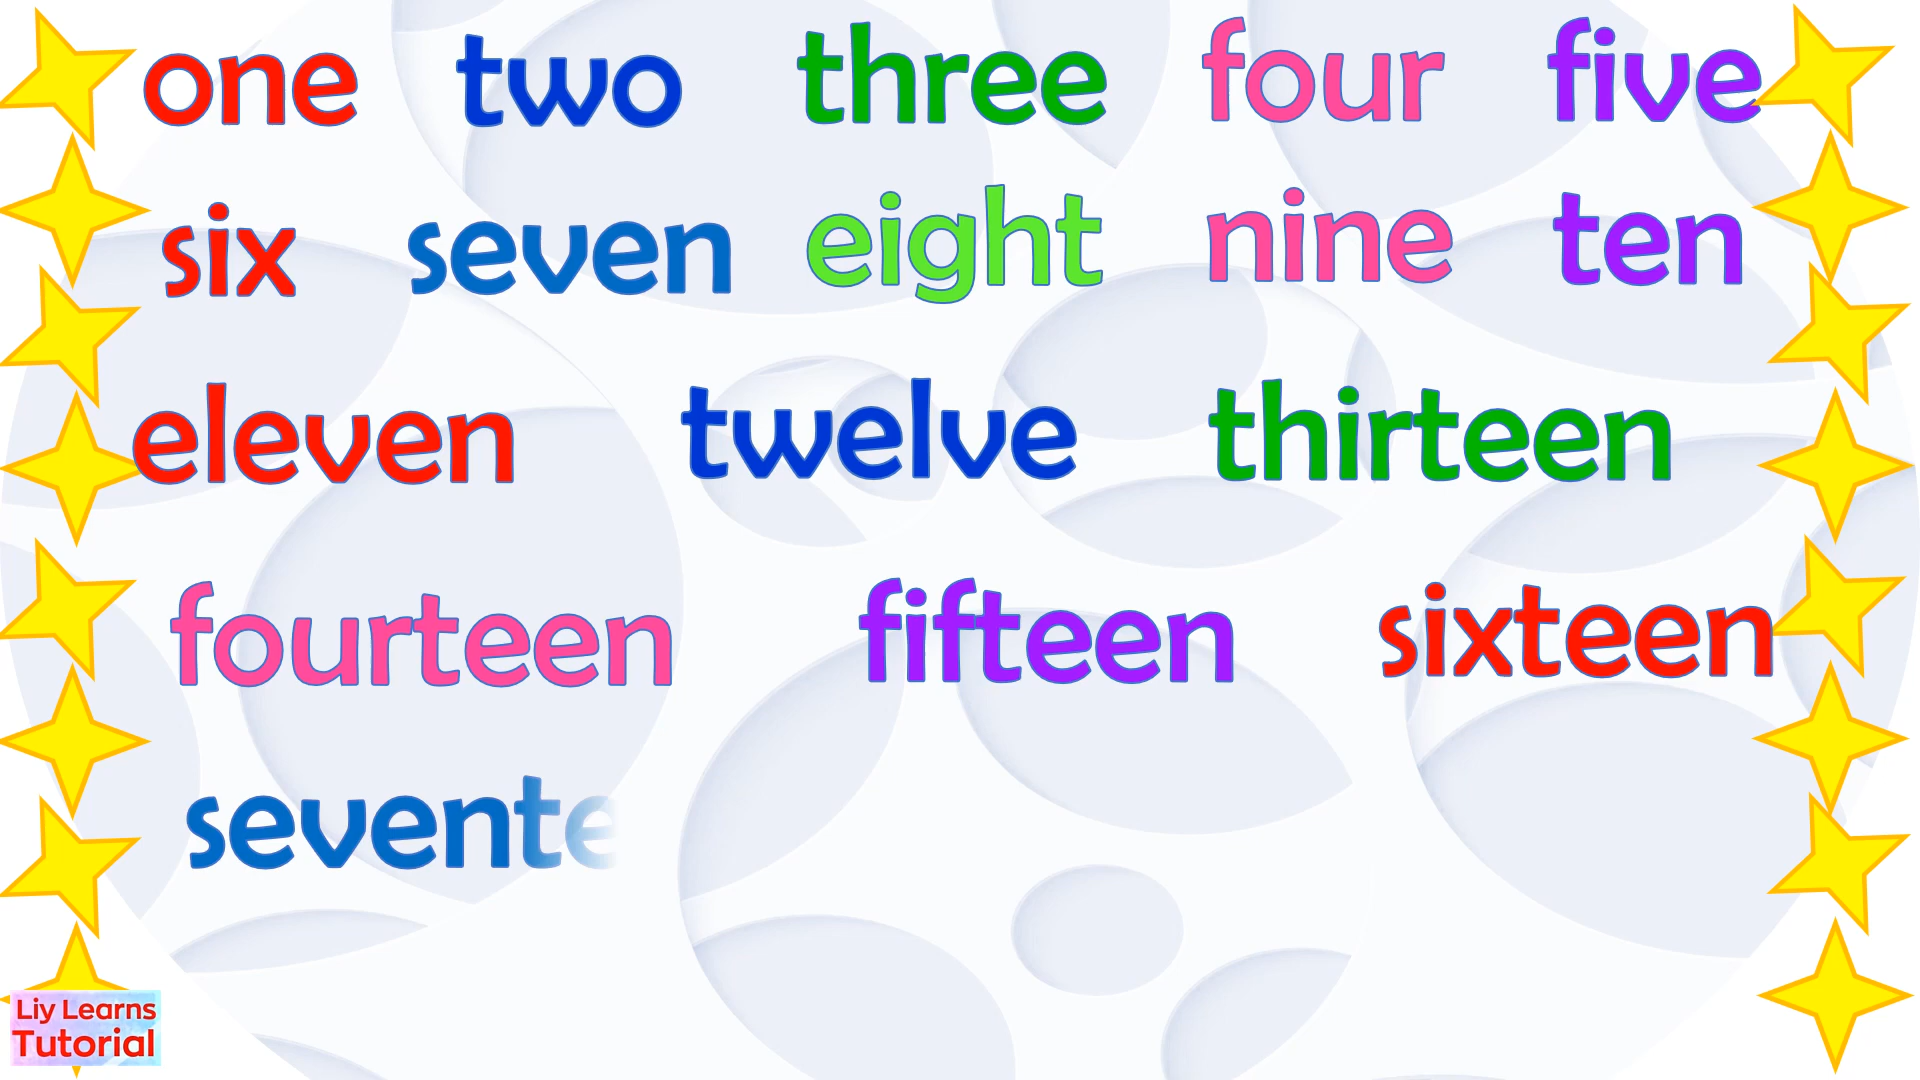 one two three four five
six seven eight nine ten
eleven twelve thirteen
fourteen fifteen sixteen
sevente
Liy Learns
Tutorial